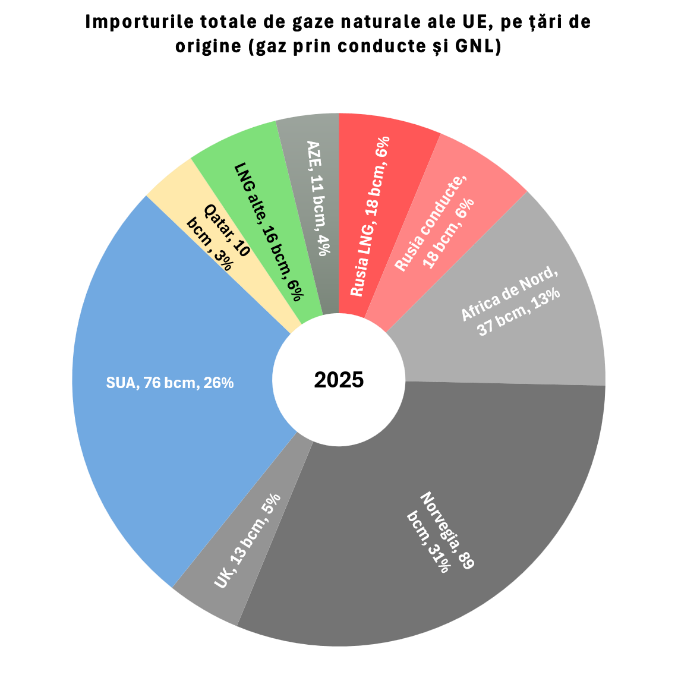 Importurile totale de gaze naturale ale UE, pe țări de
origine (gaz prin conducte și GNL)
Rusia LNG, 18 bcm, 6%
Rusia conducte,
18 bcm, 6%
Africa de Nord,
37 bcm, 13%
Norvegia, 89
bcm, 31%
UK, 13 bcm, 5%
SUA, 76 bcm, 26%
Qatar, 10
bcm , 3%
LNG alte, 16 bcm, 6%
AZE, 11 bcm, 4%
2025